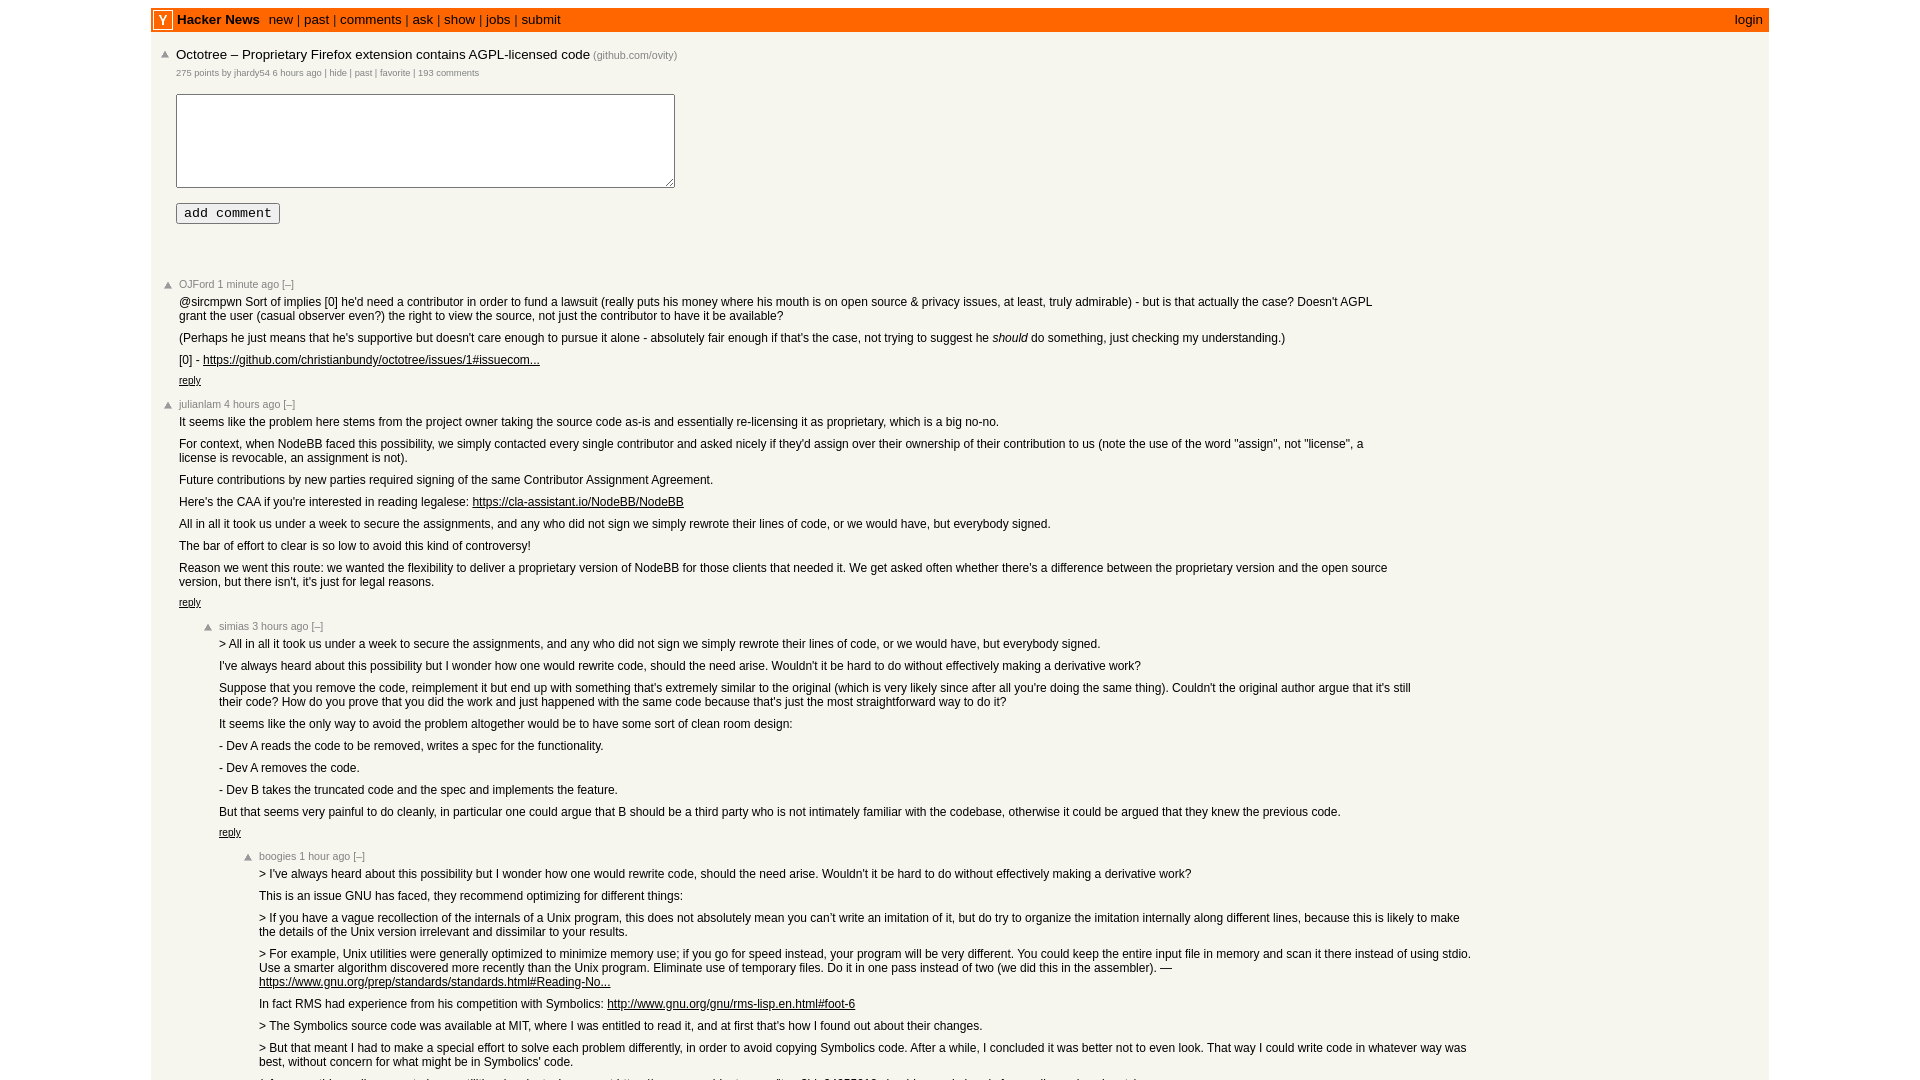 Y Hacker News new | past | comments | ask | show | jobs | submit login
Octotree – Proprietary Firefox extension contains AGPL-licensed code (github.com/ovity)
275 points by jhardy54 6 hours ago | hide | past | favorite | 193 comments
add comment
OJFord 1 minute ago [–]
@sircmpwn Sort of implies [0] he'd need a contributor in order to fund a lawsuit (really puts his money where his mouth is on open source & privacy issues, at least, truly admirable) - but is that actually the case? Doesn't AGPL
grant the user (casual observer even?) the right to view the source, not just the contributor to have it be available?
(Perhaps he just means that he's supportive but doesn't care enough to pursue it alone - absolutely fair enough if that's the case, not trying to suggest he should do something, just checking my understanding.)
[0] - https://github.com/christianbundy/octotree/issues/1#issuecom...
reply
julianlam 4 hours ago [–]
It seems like the problem here stems from the project owner taking the source code as-is and essentially re-licensing it as proprietary, which is a big no-no.
For context, when NodeBB faced this possibility, we simply contacted every single contributor and asked nicely if they'd assign over their ownership of their contribution to us (note the use of the word "assign", not "license", a
license is revocable, an assignment is not).
Future contributions by new parties required signing of the same Contributor Assignment Agreement.
Here's the CAA if you're interested in reading legalese: https://cla-assistant.io/NodeBB/NodeBB
All in all it took us under a week to secure the assignments, and any who did not sign we simply rewrote their lines of code, or we would have, but everybody signed.
The bar of effort to clear is so low to avoid this kind of controversy!
Reason we went this route: we wanted the flexibility to deliver a proprietary version of NodeBB for those clients that needed it. We get asked often whether there's a difference between the proprietary version and the open source
version, but there isn't, it's just for legal reasons.
reply
simias 3 hours ago [–]
> All in all it took us under a week to secure the assignments, and any who did not sign we simply rewrote their lines of code, or we would have, but everybody signed.
I've always heard about this possibility but I wonder how one would rewrite code, should the need arise. Wouldn't it be hard to do without effectively making a derivative work?
Suppose that you remove the code, reimplement it but end up with something that's extremely similar to the original (which is very likely since after all you're doing the same thing). Couldn't the original author argue that it's still
their code? How do you prove that you did the work and just happened with the same code because that's just the most straightforward way to do it?
It seems like the only way to avoid the problem altogether would be to have some sort of clean room design:
- Dev A reads the code to be removed, writes a spec for the functionality.
- Dev A removes the code.
- Dev B takes the truncated code and the spec and implements the feature.
But that seems very painful to do cleanly, in particular one could argue that B should be a third party who is not intimately familiar with the codebase, otherwise it could be argued that they knew the previous code.
reply
boogies 1 hour ago [–]
> I've always heard about this possibility but I wonder how one would rewrite code, should the need arise. Wouldn't it be hard to do without effectively making a derivative work?
This is an issue GNU has faced, they recommend optimizing for different things:
> If you have a vague recollection of the internals of a Unix program, this does not absolutely mean you can’t write an imitation of it, but do try to organize the imitation internally along different lines, because this is likely to make
the details of the Unix version irrelevant and dissimilar to your results.
> For example, Unix utilities were generally optimized to minimize memory use; if you go for speed instead, your program will be very different. You could keep the entire input file in memory and scan it there instead of using stdio.
Use a smarter algorithm discovered more recently than the Unix program. Eliminate use of temporary files. Do it in one pass instead of two (we did this in the assembler). —
https://www.gnu.org/prep/standards/standards.html#Reading-No...
In fact RMS had experience from his competition with Symbolics: http://www.gnu.org/gnu/rms-lisp.en.html#foot-6
> The Symbolics source code was available at MIT, where I was entitled to read it, and at first that's how I found out about their changes.
> But that meant I had to make a special effort to solve each problem differently, in order to avoid copying Symbolics code. After a while, I concluded it was better not to even look. That way I could write code in whatever way was
best, without concern for what might be in Symbolics' code.